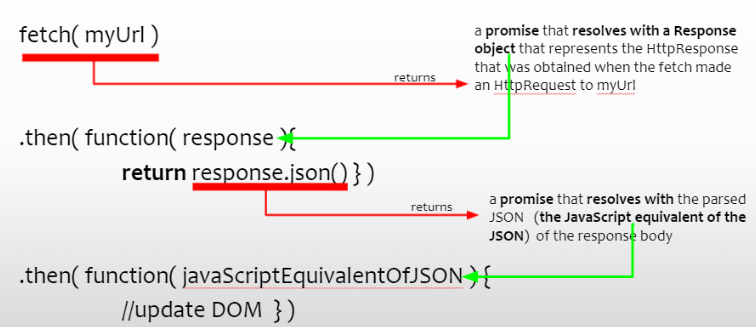 fetch( myUrl )
returns
a promise that resolves with a Response
object that represents the HttpResponse
that was obtained when the fetch made
an HttpRequest to myUrl
.then( function( response ){
return response.json() } )
returns
a promise that resolves with the parsed
JSON (the JavaScript equivalent of the
JSON) of the response body
.then( function( javaScriptEquivalentOfJSON ) {
//update DOM } )